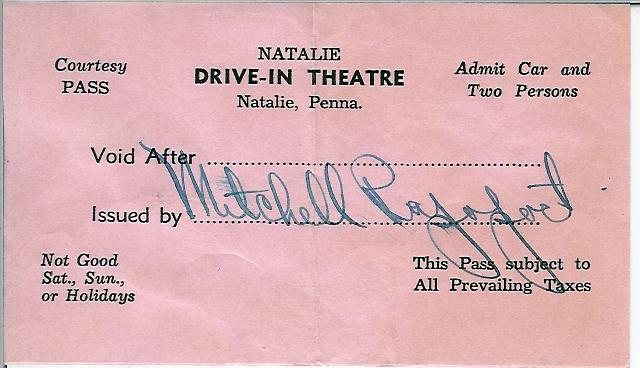 Courtesy
PASS
NATALIE
DRIVE-IN THEATRE
Natalie, Penna.
Admit Car and
Two Persons
Void After
Issued by Mitchell
Not Good
Sat., Sun.,
or Holidays
This Pass subject to
All Prevailing Taxes